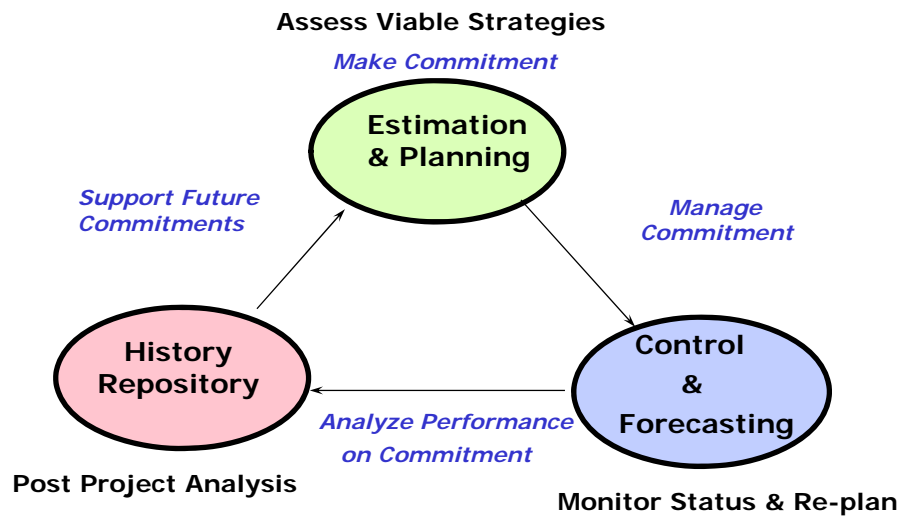 Assess Viable Strategies
Make Commitment
Estimation
& Planning
Support Future
Commitments
Manage
Commitment
History
Repository
Control
&
Forecasting
Analyze Performance
on Commitment
Post Project Analysis
Monitor Status & Re-plan